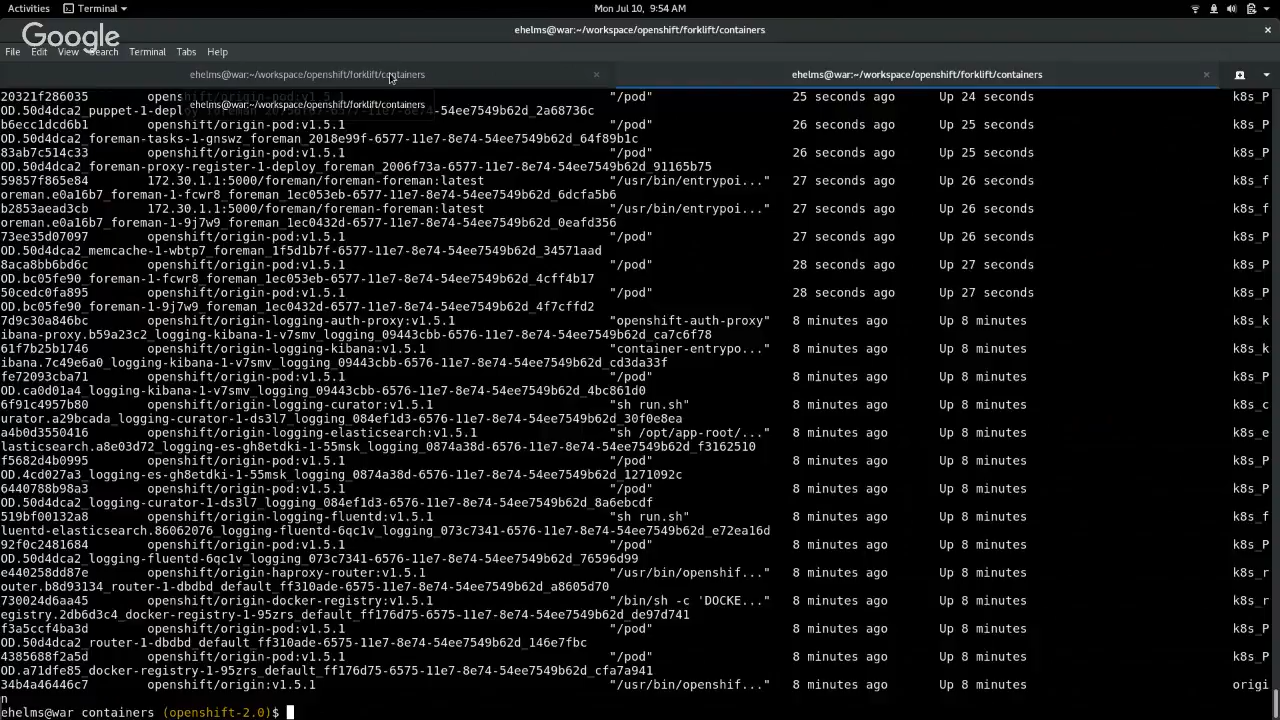 Activities Terminal Mon Jul 10, 9:54 AM
ehelms@war:~/workspace/openshift/forklift/containers
Google
File Edit View Search Terminal Tabs Help
ehelms@war:~/workspace/openshift/forklift/containers ehelms@war:~/workspace/openshift/forklift/containers
20321f286035 openshift/origin-pod:v1.5.1 "/pod" 25 seconds ago Up 24 seconds k8s_P
ehelms@war:~/workspace/openshift/forklift/containers
OD.50d4dca2_puppet-1-deploy -54ee7549b62d_2a68736c
b6ecc1dcd6b1 openshift/origin-pod:v1.5.1 "/pod" 26 seconds ago Up 25 seconds k8s_P
OD.50d4dca2_foreman-tasks-1-gnswz_foreman_2018e99f-6577-11e7-8e74-54ee7549b62d_64f89b1c
83ab7c514c33 openshift/origin-pod:v1.5.1 "/pod" 26 seconds ago Up 25 seconds k8s_P
OD.50d4dca2_foreman-proxy-register-1-deploy_foreman_2006f73a-6577-11e7-8e74-54ee7549b62d_91165b75
59857f865e84 172.30.1.1:5000/foreman/foreman-foreman:latest "/usr/bin/entrypoi..." 27 seconds ago Up 26 seconds k8s_f
oreman.e0a16b7_foreman-1-fcwr8_foreman_1ec053eb-6577-11e7-8e74-54ee7549b62d_6dcfa5b6
b2853aead3cb 172.30.1.1:5000/foreman/foreman-foreman:latest "/usr/bin/entrypoi..." 27 seconds ago Up 26 seconds k8s_f
oreman.e0a16b7_foreman-1-9j7w9_foreman_1ec0432d-6577-11e7-8e74-54ee7549b62d_0eafd356
73ee35d07097 openshift/origin-pod:v1.5.1 "/pod" 27 seconds ago Up 26 seconds k8s_P
OD.50d4dca2_memcache-1-wbtp7_foreman_1f5d1b7f-6577-11e7-8e74-54ee7549b62d_34571aad
8aca8bb6bd6c openshift/origin-pod:v1.5.1 "/pod" 28 seconds ago Up 27 seconds k8s_P
OD.bc05fe90_foreman-1-fcwr8_foreman_1ec053eb-6577-11e7-8e74-54ee7549b62d_4cff4b17
50cedc0fa895 openshift/origin-pod:v1.5.1 "/pod" 28 seconds ago Up 27 seconds k8s_P
OD.bc05fe90_foreman-1-9j7w9_foreman_1ec0432d-6577-11e7-8e74-54ee7549b62d_4f7cffd2
7d9c30a846bc openshift/origin-logging-auth-proxy:v1.5.1 "openshift-auth-proxy" 8 minutes ago Up 8 minutes k8s_k
ibana-proxy.b59a23c2_logging-kibana-1-v7smv_logging_09443cbb-6576-11e7-8e74-54ee7549b62d_ca7c6f78
61f7b25b1746 openshift/origin-logging-kibana:v1.5.1 "container-entrypo..." 8 minutes ago Up 8 minutes k8s_k
ibana.7c49e6a0_logging-kibana-1-v7smv_logging_09443cbb-6576-11e7-8e74-54ee7549b62d_cd3da33f
fe72093cba71 openshift/origin-pod:v1.5.1 "/pod" 8 minutes ago Up 8 minutes k8s_P
OD.ca0d01a4_logging-kibana-1-v7smv_logging_09443cbb-6576-11e7-8e74-54ee7549b62d_4bc861d0
6f91c4957b80 openshift/origin-logging-curator:v1.5.1 "sh run.sh" 8 minutes ago Up 8 minutes k8s_c
urator.a29bcada_logging-curator-1-ds3l7_logging_084ef1d3-6576-11e7-8e74-54ee7549b62d_30f0e8ea
a4b0d3550416 openshift/origin-logging-elasticsearch:v1.5.1 "sh /opt/app-root/..." 8 minutes ago Up 8 minutes k8s_e
lasticsearch.a8e03d72_logging-es-gh8etdki-1-55msk_logging_0874a38d-6576-11e7-8e74-54ee7549b62d_f3162510
f5682d4b0995 openshift/origin-pod:v1.5.1 "/pod" 8 minutes ago Up 8 minutes k8s_P
OD.4cd027a3_logging-es-gh8etdki-1-55msk_logging_0874a38d-6576-11e7-8e74-54ee7549b62d_1271092c
6440788b98a3 openshift/origin-pod:v1.5.1 "/pod" 8 minutes ago Up 8 minutes k8s_P
OD.50d4dca2_logging-curator-1-ds3l7_logging_084ef1d3-6576-11e7-8e74-54ee7549b62d_8a6ebcdf
519bf00132a8 openshift/origin-logging-fluentd:v1.5.1 "sh run.sh" 8 minutes ago Up 8 minutes k8s_f
luentd-elasticsearch.86062076_logging-fluentd-6qc1v_logging_073c7341-6576-11e7-8e74-54ee7549b62d_e72ea16d
92f0c2481684 openshift/origin-pod:v1.5.1 "/pod" 8 minutes ago Up 8 minutes k8s_P
OD.50d4dca2_logging-fluentd-6qc1v_logging_073c7341-6576-11e7-8e74-54ee7549b62d_76596d99
e440258dd87e openshift/origin-haproxy-router:v1.5.1 "/usr/bin/openshif..." 8 minutes ago Up 8 minutes k8s_r
outer.b8d93134_router-1-dbdbd_default_ff310ade-6575-11e7-8e74-54ee7549b62d_a8605d70
730024d6aa45 openshift/origin-docker-registry:v1.5.1 "/bin/sh -c 'DOCKE..." 8 minutes ago Up 8 minutes k8s_r
egistry.2db6d3c4_docker-registry-1-95zrs_default_ff176d75-6575-11e7-8e74-54ee7549b62d_de97d741
f3a5ccf4ba3d openshift/origin-pod:v1.5.1 "/pod" 8 minutes ago Up 8 minutes k8s_P
OD.50d4dca2_router-1-dbdbd_default_ff310ade-6575-11e7-8e74-54ee7549b62d_146e7fbc
4385688f2a5d openshift/origin-pod:v1.5.1 "/pod" 8 minutes ago Up 8 minutes k8s_P
OD.a71dfe85_docker-registry-1-95zrs_default_ff176d75-6575-11e7-8e74-54ee7549b62d_cfa7a941
34b4a46446c7 openshift/origin:v1.5.1 "/usr/bin/openshif..." 8 minutes ago Up 8 minutes origi
n
ehelms@war containers (openshift-2.0)$